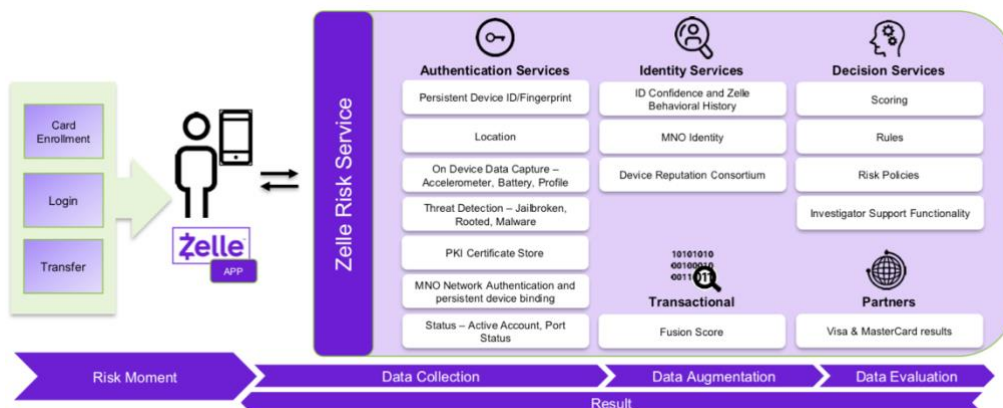 Card
Enrollment
Login
Transfer
Zelle
APP
Zelle Risk Service
Authentication Services
Persistent Device ID/Fingerprint
Location
On Device Data Capture –
Accelerometer, Battery, Profile
Threat Detection – Jailbroken,
Rooted, Malware
PKI Certificate Store
MNO Network Authentication and
persistent device binding
Status – Active Account, Port
Status
Identity Services
ID Confidence and Zelle
Behavioral History
MNO Identity
Device Reputation Consortium
10101010
00100010
0011011
Transactional
Fusion Score
Decision Services
Scoring
Rules
Risk Policies
Investigator Support Functionality
Partners
Visa & MasterCard results
Risk Moment
Data Collection
Data Augmentation
Data Evaluation
Result